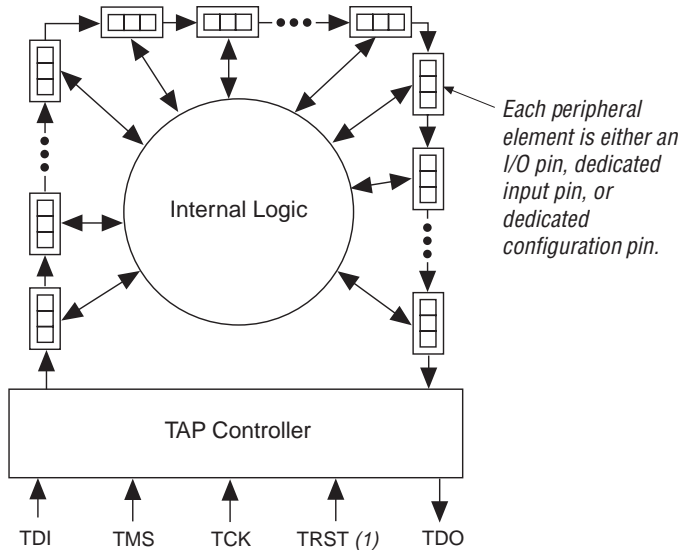 Each peripheral
element is either an
I/O pin, dedicated
input pin, or
dedicated
configuration pin.
Internal Logic
TAP Controller
TDI TMS TCK TRST (1) TDO